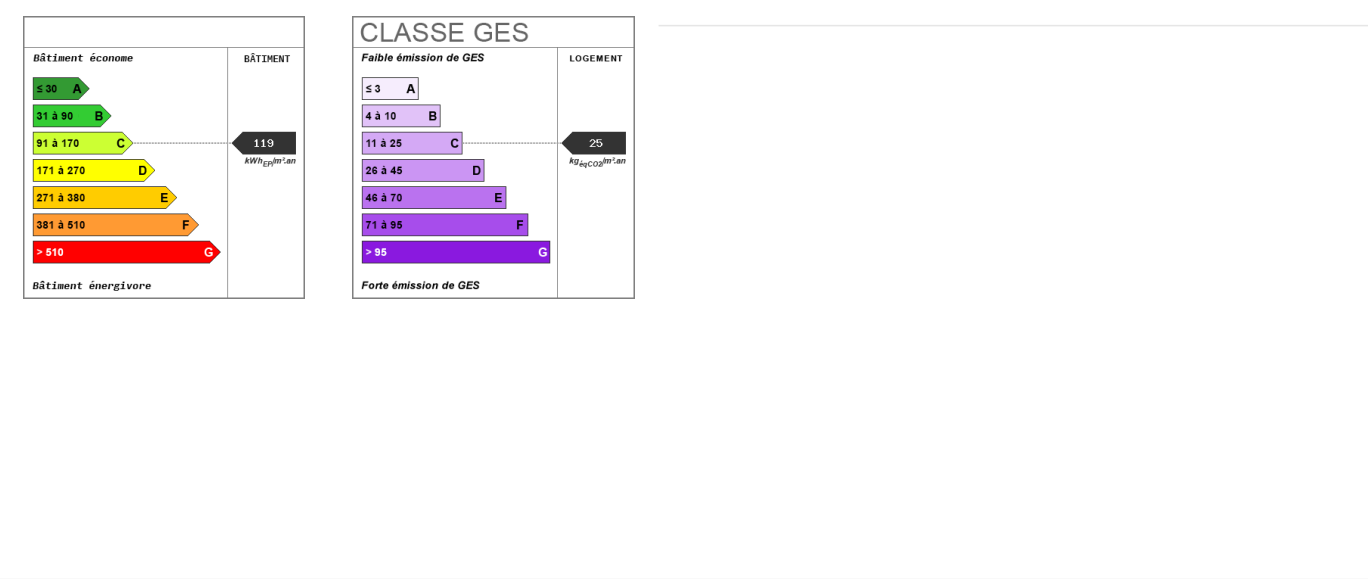 Bâtiment économe
BÂTIMENT
≤ 30 A
31 à 90 B
91 à 170 C
119
kWhEP/m².an
171 à 270 D
271 à 380 E
381 à 510 F
> 510 G
Bâtiment énergivore
CLASSE GES
Faible émission de GES
LOGEMENT
≤ 3 A
4 à 10 B
11 à 25 C
25
kgéqCO2/m².an
26 à 45 D
46 à 70 E
71 à 95 F
> 95 G
Forte émission de GES